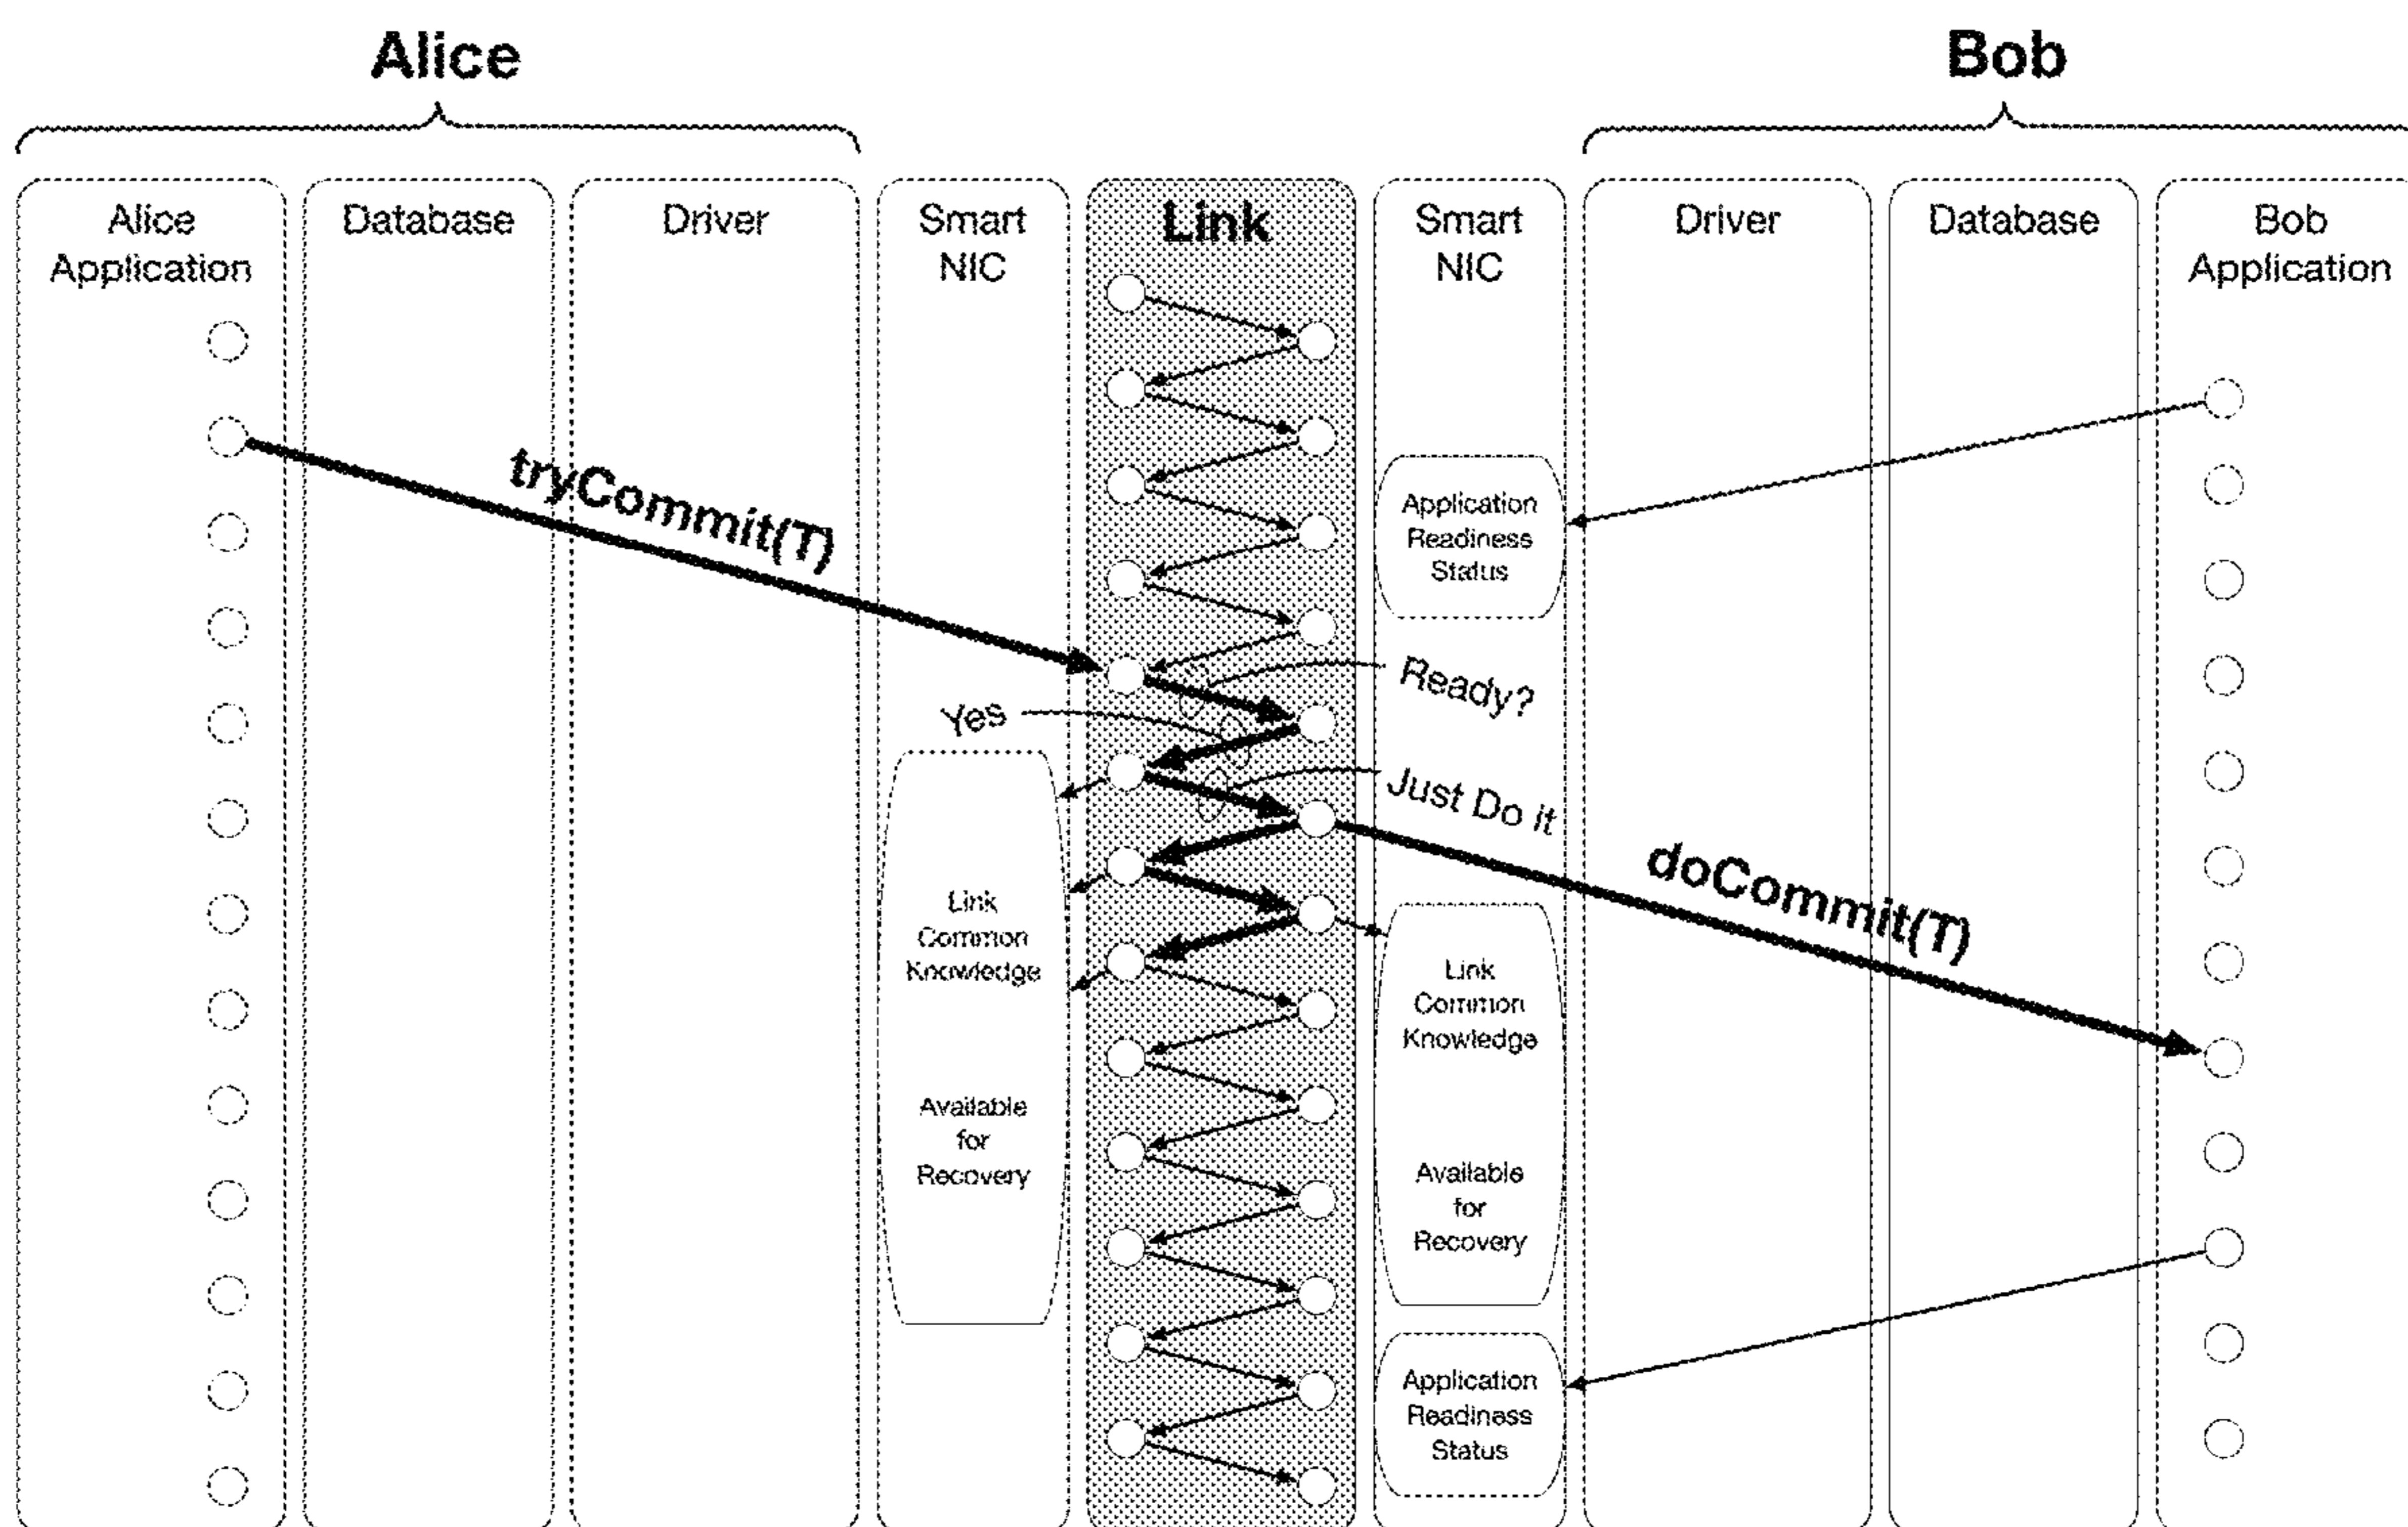 Alice
Bob
Alice
Application
Database
Driver
Smart
NIC
Link
Smart
NIC
Driver
Database
Bob
Application
tryCommit(T)
Application
Readiness
Status
Ready?
Yes
Just Do it
doCommit(T)
Link
Common
Knowledge
Available
for
Recovery
Link
Common
Knowledge
Available
for
Recovery
Application
Readiness
Status